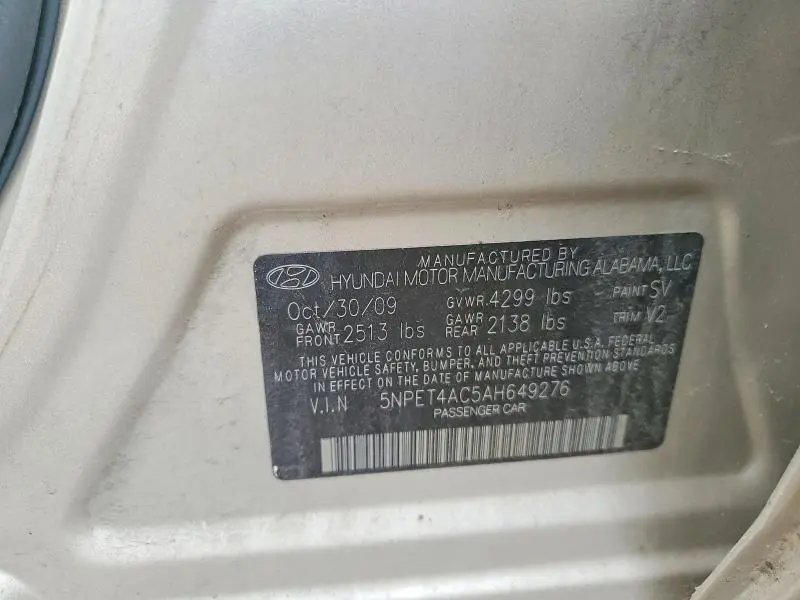 MANUFACTURED BY
HYUNDAI MOTOR MANUFACTURING ALABAMA, LLC
Oct/30/09 GVWR 4299 lbs PAINT SV
GAWR FRONT 2513 lbs GAWR REAR 2138 lbs TRIM V2
THIS VEHICLE CONFORMS TO ALL APPLICABLE U.S.A. FEDERAL
MOTOR VEHICLE SAFETY, BUMPER, AND THEFT PREVENTION STANDARDS
IN EFFECT ON THE DATE OF MANUFACTURE SHOWN ABOVE
V.I.N 5NPET4AC5AH649276
PASSENGER CAR